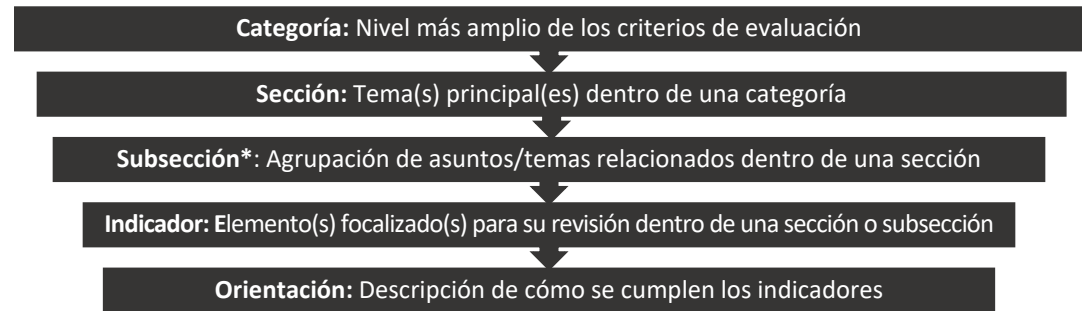 Categoría: Nivel más amplio de los criterios de evaluación
Sección: Tema(s) principal(es) dentro de una categoría
Subsección*: Agrupación de asuntos/temas relacionados dentro de una sección
Indicador: Elemento(s) focalizado(s) para su revisión dentro de una sección o subsección
Orientación: Descripción de cómo se cumplen los indicadores